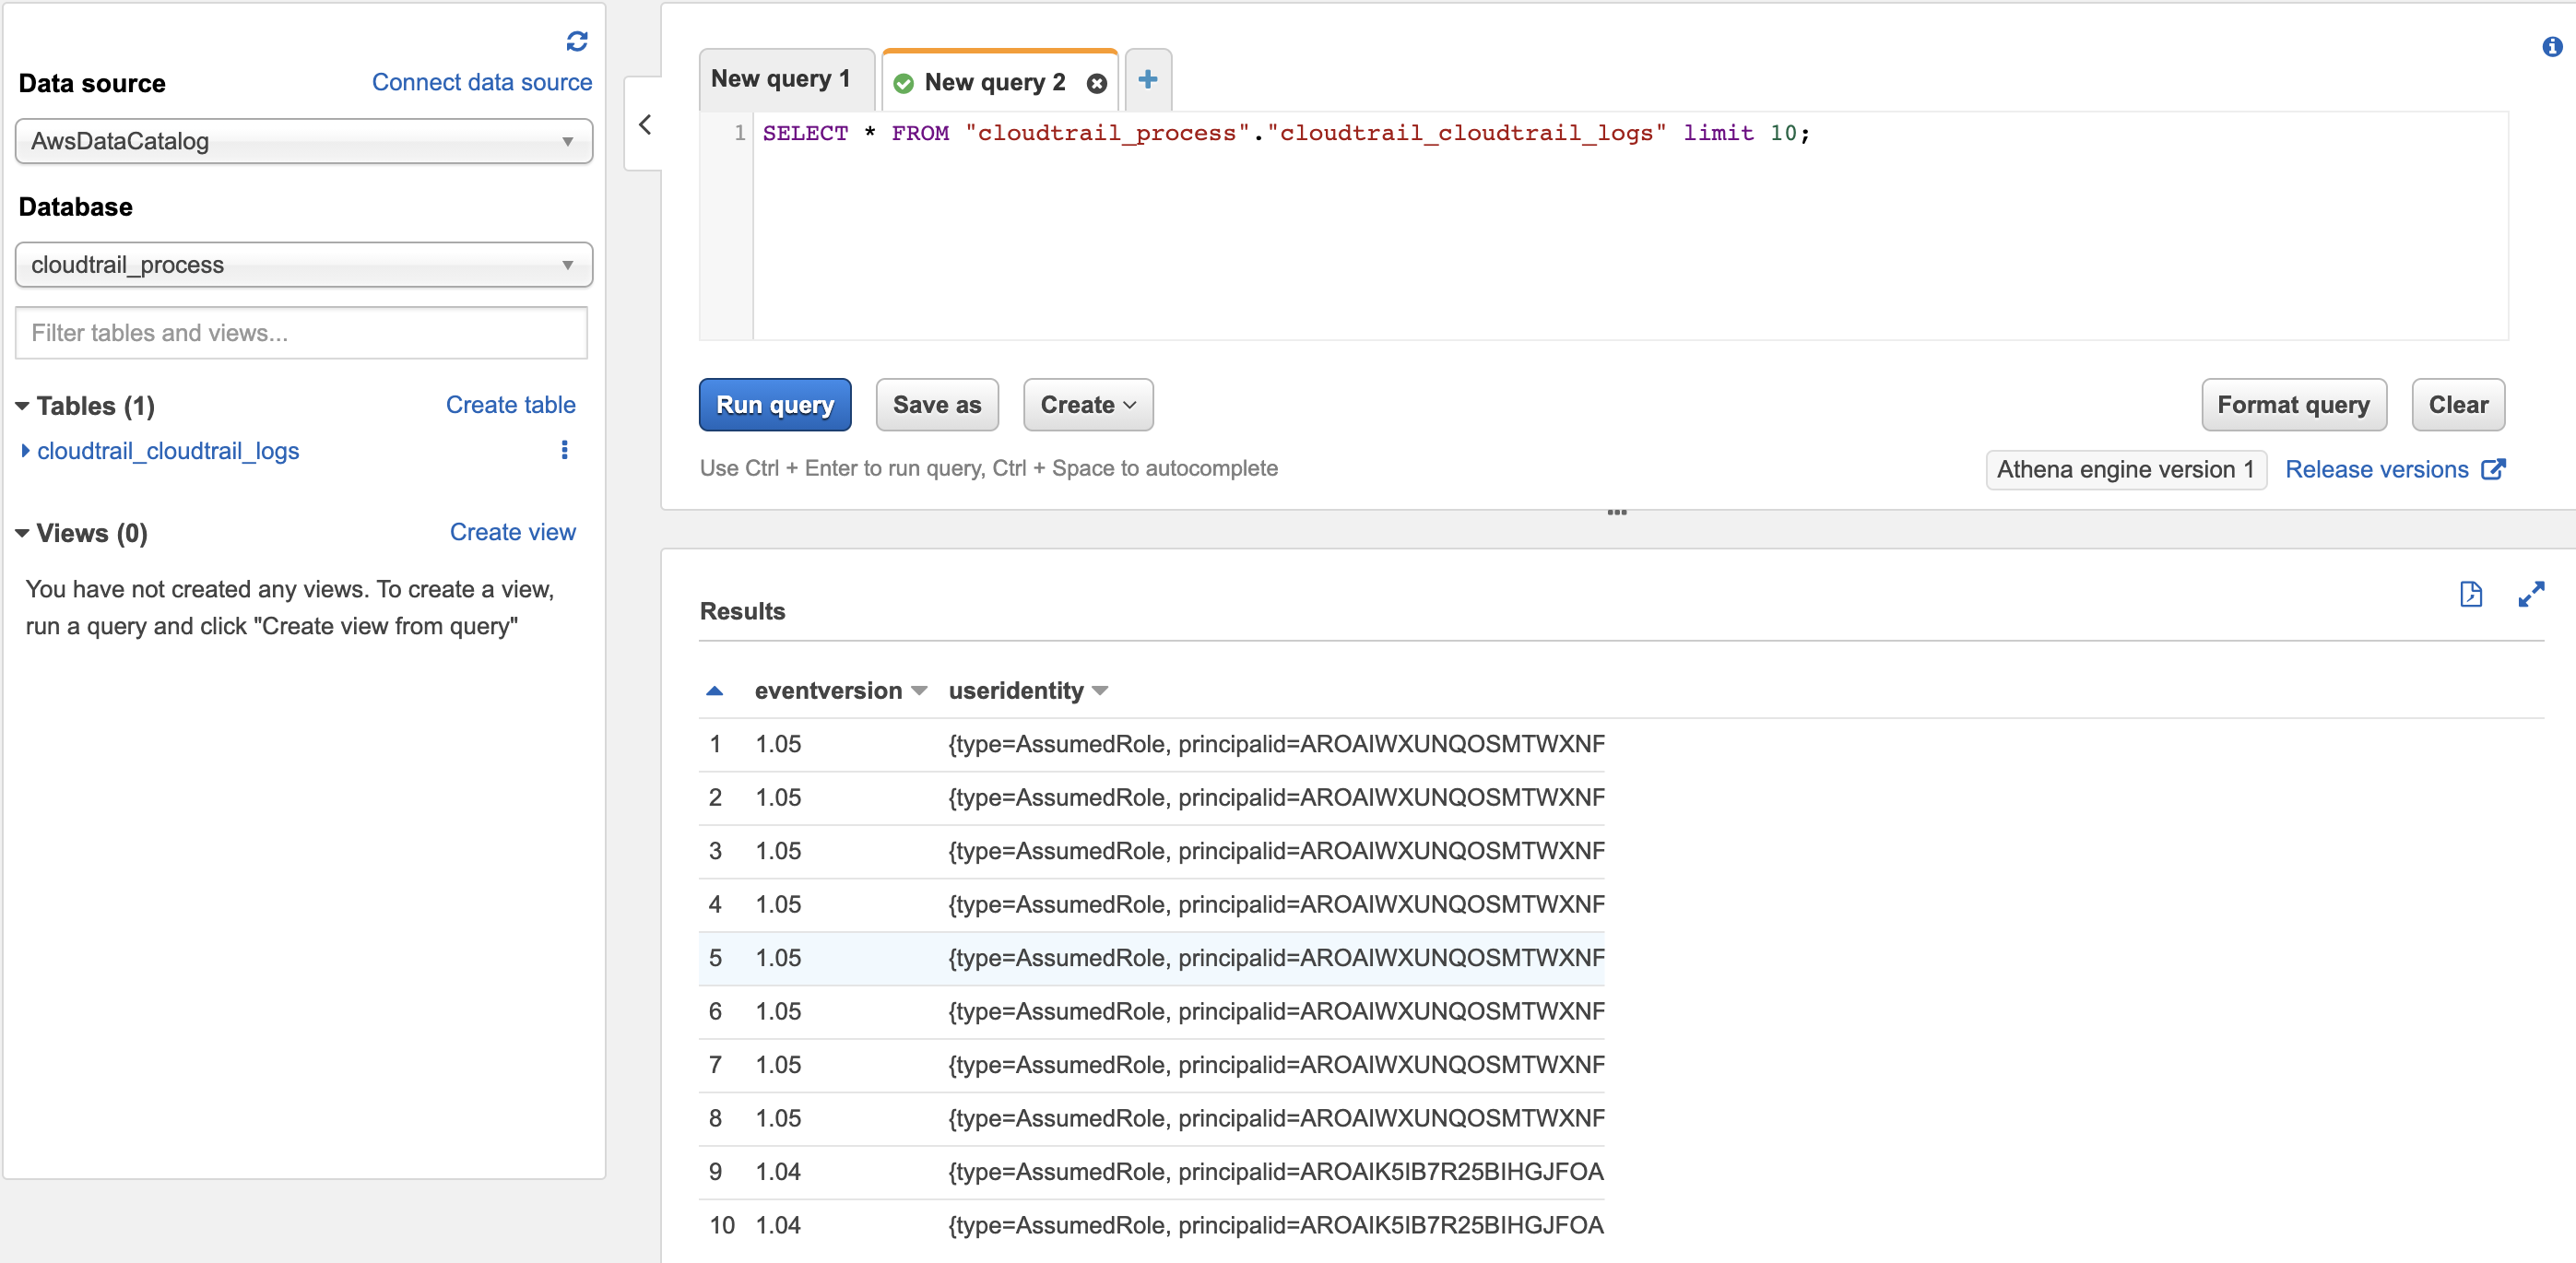 Data source
Connect data source
AwsDataCatalog
Database
cloudtrail_process
Filter tables and views...
Tables (1)
Create table
cloudtrail_cloudtrail_logs
Views (0)
Create view
You have not created any views. To create a view,
run a query and click "Create view from query"
New query 1
New query 2
1 SELECT * FROM "cloudtrail_process"."cloudtrail_cloudtrail_logs" limit 10;
Run query
Save as
Create
Format query
Clear
Use Ctrl + Enter to run query, Ctrl + Space to autocomplete
Athena engine version 1
Release versions
Results
eventversion useridentity
1 1.05 {type=AssumedRole, principalid=AROAIWXUNQOSMTWXNF
2 1.05 {type=AssumedRole, principalid=AROAIWXUNQOSMTWXNF
3 1.05 {type=AssumedRole, principalid=AROAIWXUNQOSMTWXNF
4 1.05 {type=AssumedRole, principalid=AROAIWXUNQOSMTWXNF
5 1.05 {type=AssumedRole, principalid=AROAIWXUNQOSMTWXNF
6 1.05 {type=AssumedRole, principalid=AROAIWXUNQOSMTWXNF
7 1.05 {type=AssumedRole, principalid=AROAIWXUNQOSMTWXNF
8 1.05 {type=AssumedRole, principalid=AROAIWXUNQOSMTWXNF
9 1.04 {type=AssumedRole, principalid=AROAIK5IB7R25BIHGJFOA
10 1.04 {type=AssumedRole, principalid=AROAIK5IB7R25BIHGJFOA